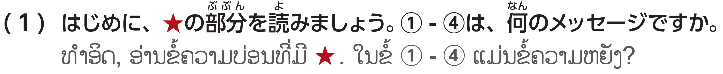 (1) はじめに、★の部分を読みましょう。① - ④は、何のメッセージですか。
ທຳອິດ, ອ່ານຂໍ້ຄວາມບ່ອນທີ່ມີ ★. ໃນຂໍ້ ① - ④ ແມ່ນຂໍ້ຄວາມຫຍັງ?